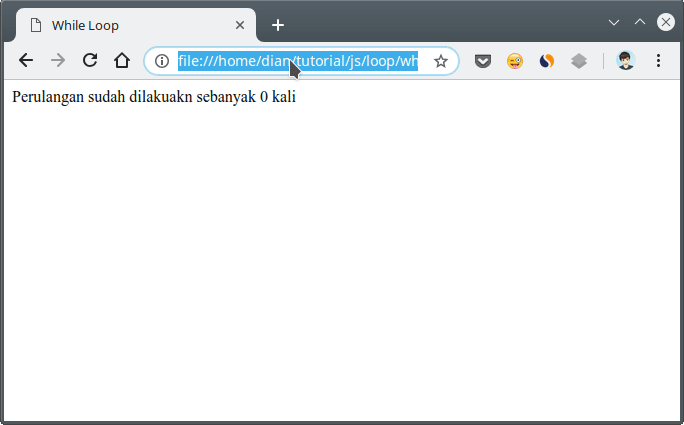 While Loop
file:///home/dian/tutorial/js/loop/wh
Perulangan sudah dilakuakn sebanyak 0 kali